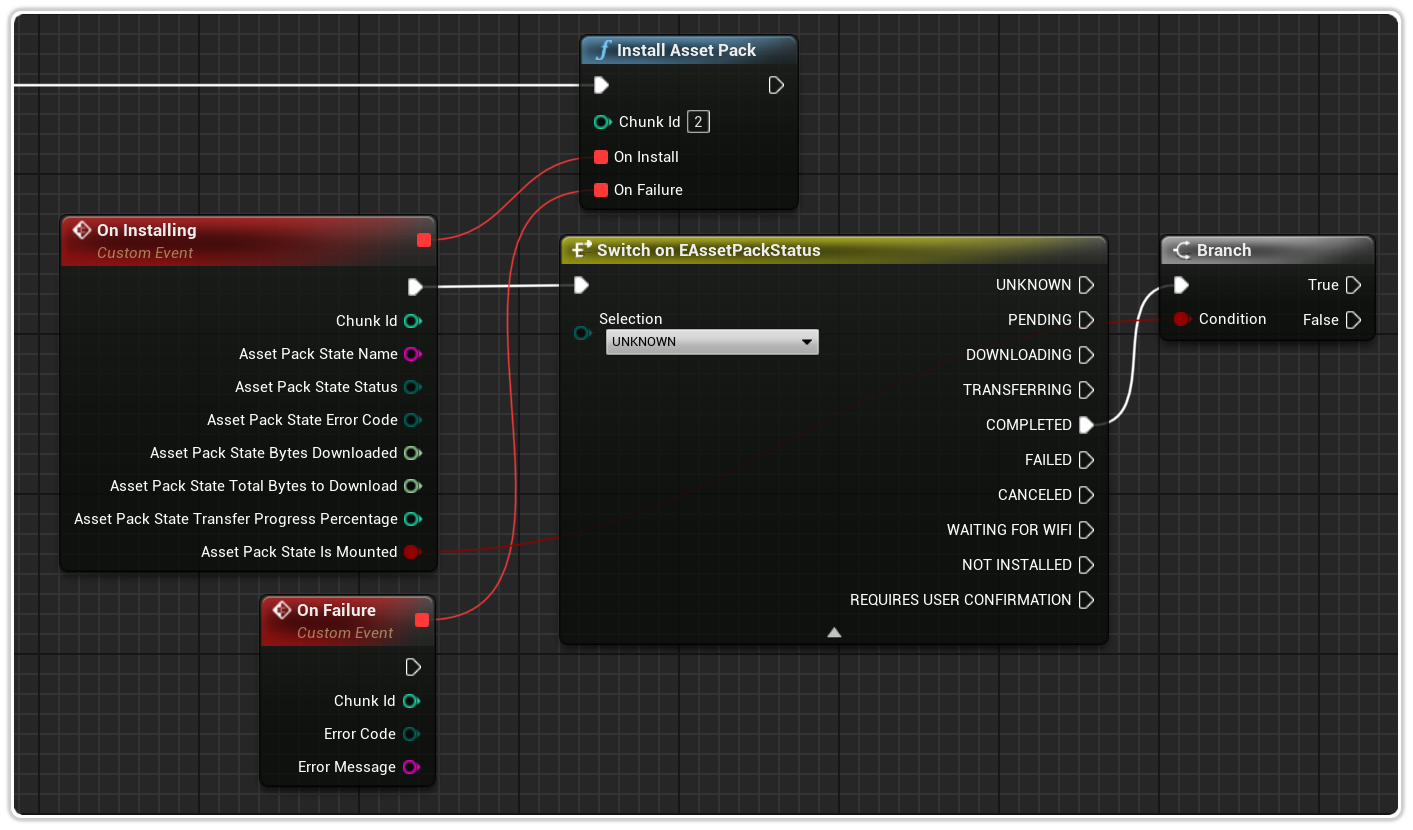 Install Asset Pack
Chunk Id 2
On Install
On Failure
On Installing
Custom Event
Chunk Id
Asset Pack State Name
Asset Pack State Status
Asset Pack State Error Code
Asset Pack State Bytes Downloaded
Asset Pack State Total Bytes to Download
Asset Pack State Transfer Progress Percentage
Asset Pack State Is Mounted
Switch on EAssetPackStatus
Selection
UNKNOWN
UNKNOWN
PENDING
DOWNLOADING
TRANSFERRING
COMPLETED
FAILED
CANCELED
WAITING FOR WIFI
NOT INSTALLED
REQUIRES USER CONFIRMATION
Branch
True
Condition
False
On Failure
Custom Event
Chunk Id
Error Code
Error Message